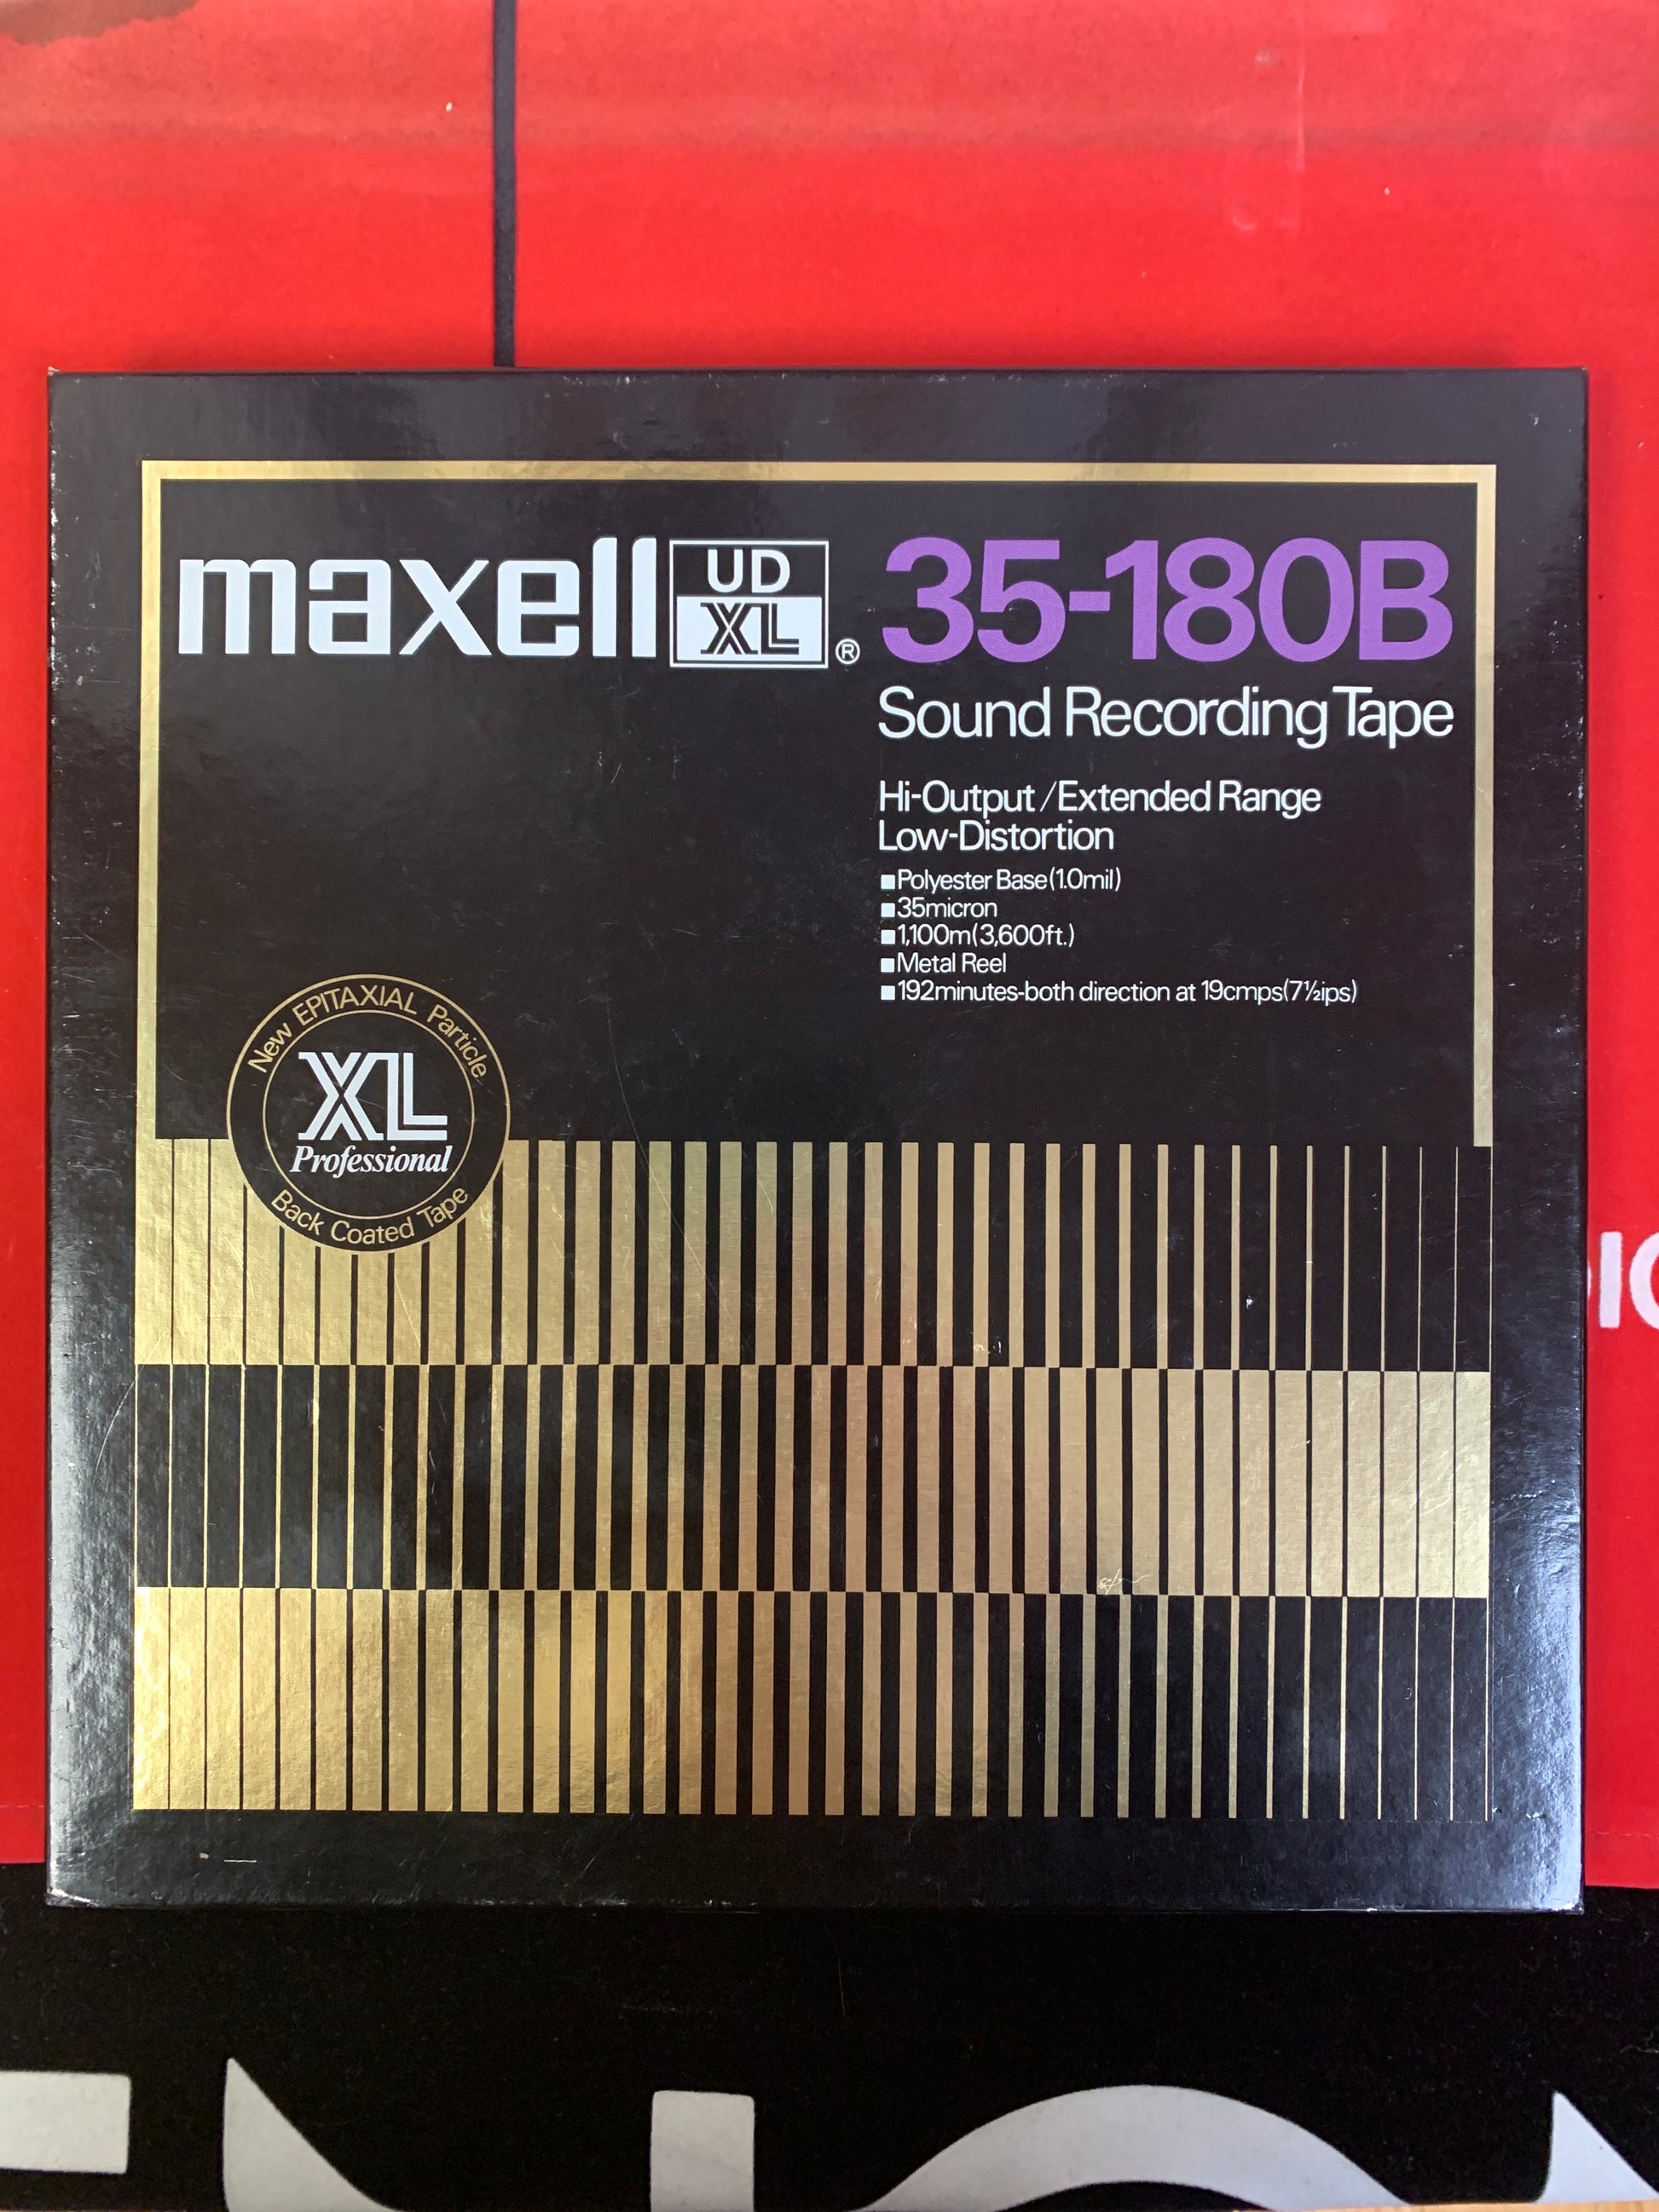 maxell UD XL ® 35-180B
Sound Recording Tape
Hi-Output/Extended Range
Low-Distortion
■Polyester Base(1.0mil)
■35micron
■1,100m(3,600ft.)
■Metal Reel
■192minutes-both direction at 19cmps(7½ips)
New EPITAXIAL Particle
XL
Professional
Back Coated Tape